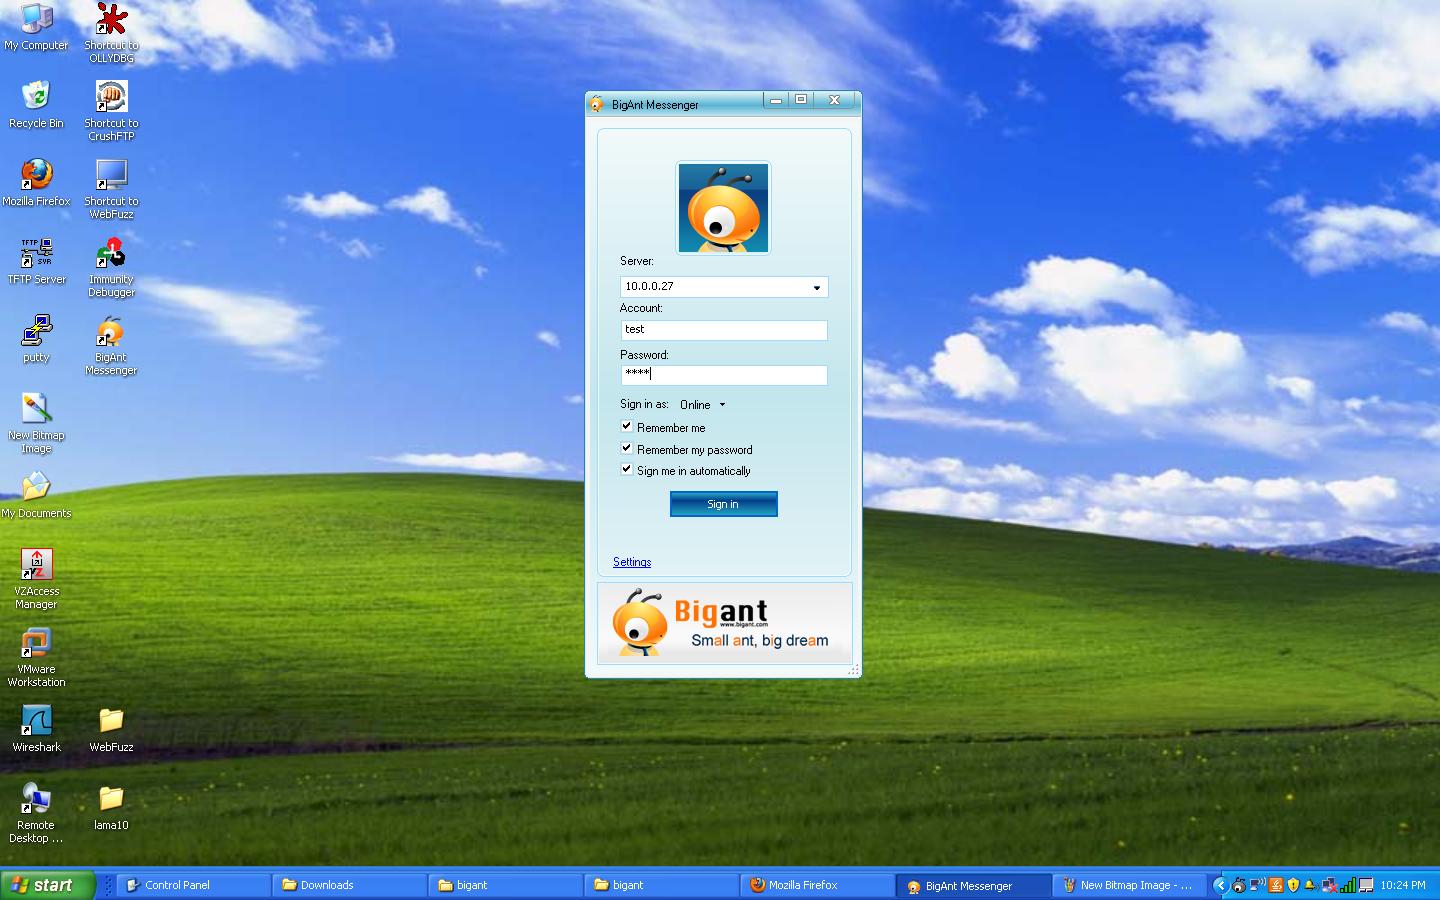 My Computer
Shortcut to
OLLYDBG
Recycle Bin
Shortcut to
CrushFTP
Mozilla Firefox
Shortcut to
WebFuzz
TFTP
SVR
TFTP Server
Immunity
Debugger
putty
BigAnt
Messenger
New Bitmap
Image
My Documents
VZ
VZAccess
Manager
VMware
Workstation
Wireshark
WebFuzz
Remote
Desktop ...
lama10
BigAnt Messenger
Server:
10.0.0.27
Account:
test
Password:
****
Sign in as: Online
Remember me
Remember my password
Sign me in automatically
Sign in
Settings
Bigant
www.bigant.com
Small ant, big dream
start
Control Panel
Downloads
bigant
bigant
Mozilla Firefox
BigAnt Messenger
New Bitmap Image - ...
10:24 PM